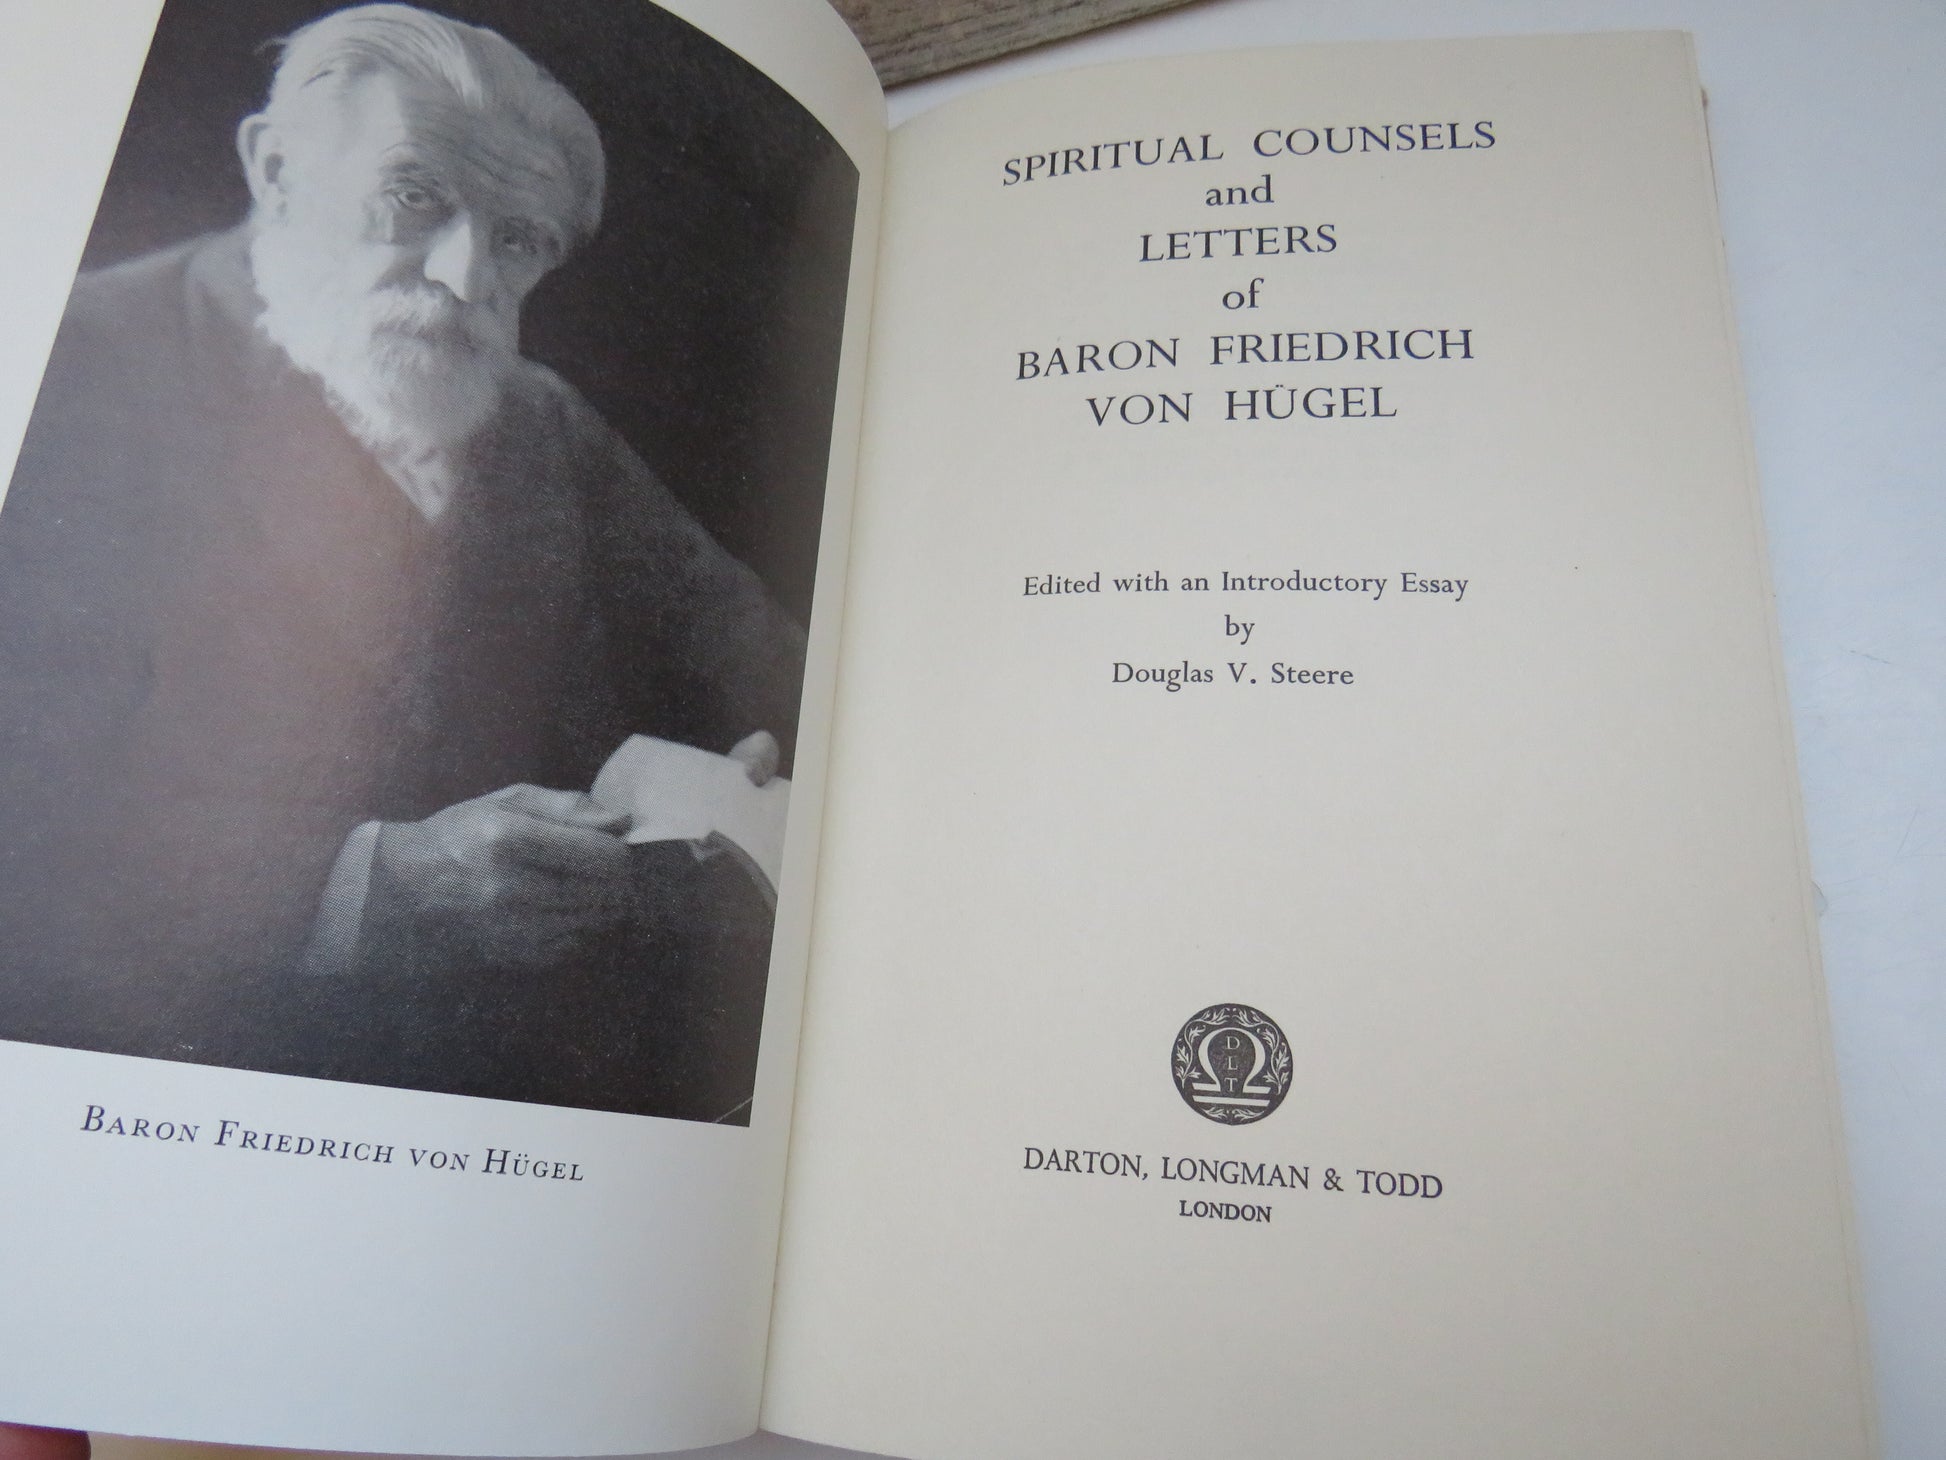 BARON FRIEDRICH VON HÜGEL
SPIRITUAL COUNSELS
and
LETTERS
of
BARON FRIEDRICH
VON HÜGEL
Edited with an Introductory Essay
by
Douglas V. Steere
D
L
T
DARTON, LONGMAN & TODD
LONDON